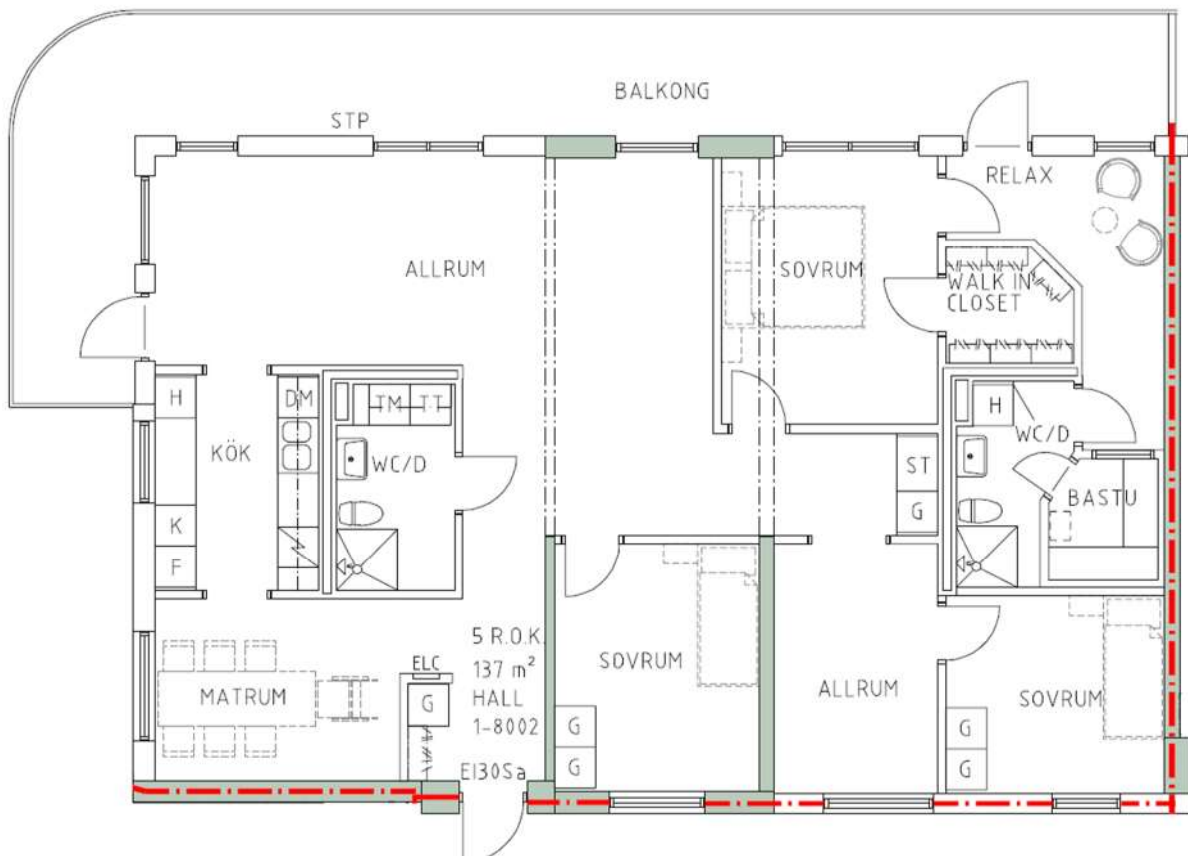 BALKONG
STP
RELAX
ALLRUM
SOVRUM
WALK IN
CLOSET
H
DM
TM
TT
H
KÖK
WC/D
WC/D
ST
BASTU
K
G
F
5 R.O.K.
137 m²
HALL
1-8002
ELC
SOVRUM
MATRUM
G
ALLRUM
SOVRUM
G
G
G
G
EI30Sa